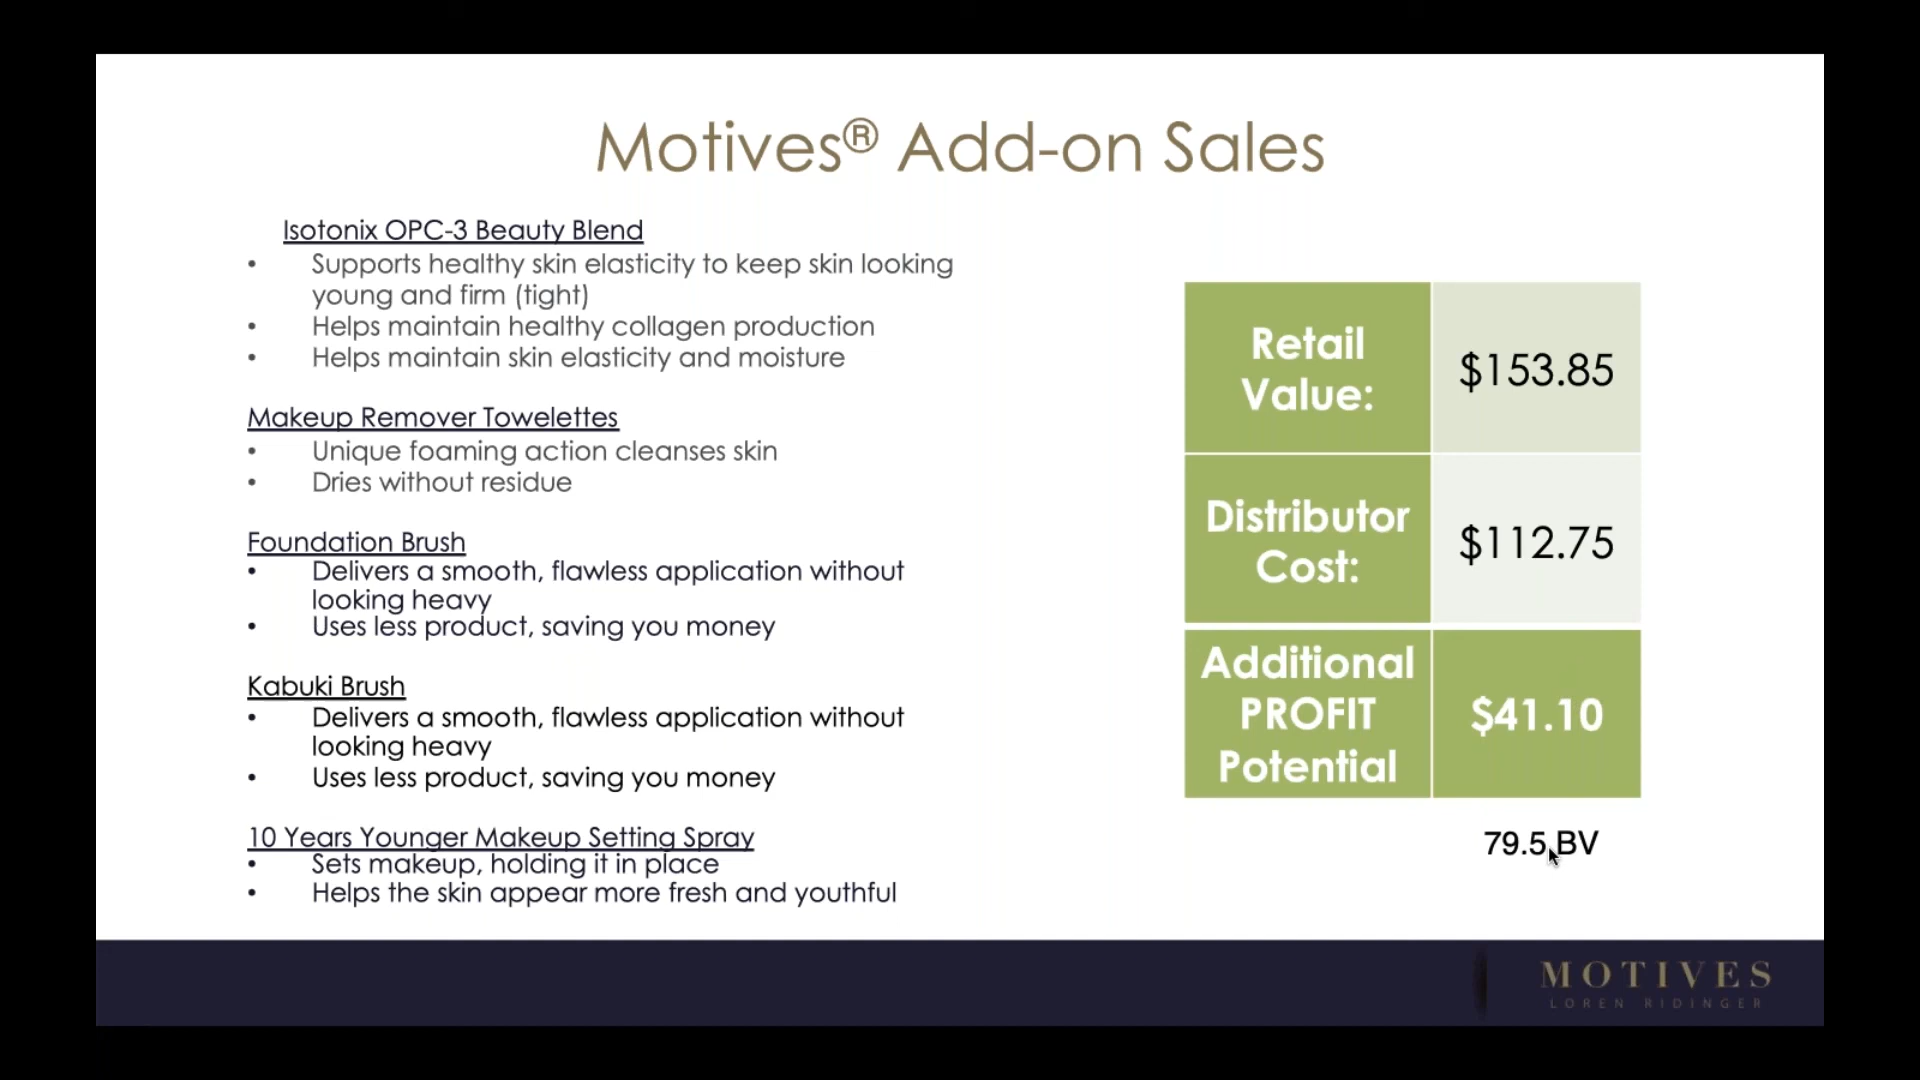 Motives® Add-on Sales
Isotonix OPC-3 Beauty Blend
• Supports healthy skin elasticity to keep skin looking
young and firm (tight)
• Helps maintain healthy collagen production
• Helps maintain skin elasticity and moisture
Makeup Remover Towelettes
• Unique foaming action cleanses skin
• Dries without residue
Foundation Brush
• Delivers a smooth, flawless application without
looking heavy
• Uses less product, saving you money
Kabuki Brush
• Delivers a smooth, flawless application without
looking heavy
• Uses less product, saving you money
10 Years Younger Makeup Setting Spray
• Sets makeup, holding it in place
• Helps the skin appear more fresh and youthful
Retail
Value:
$153.85
Distributor
Cost:
$112.75
Additional
PROFIT
Potential
$41.10
79.5 BV
MOTIVES
LOREN RIDINGER